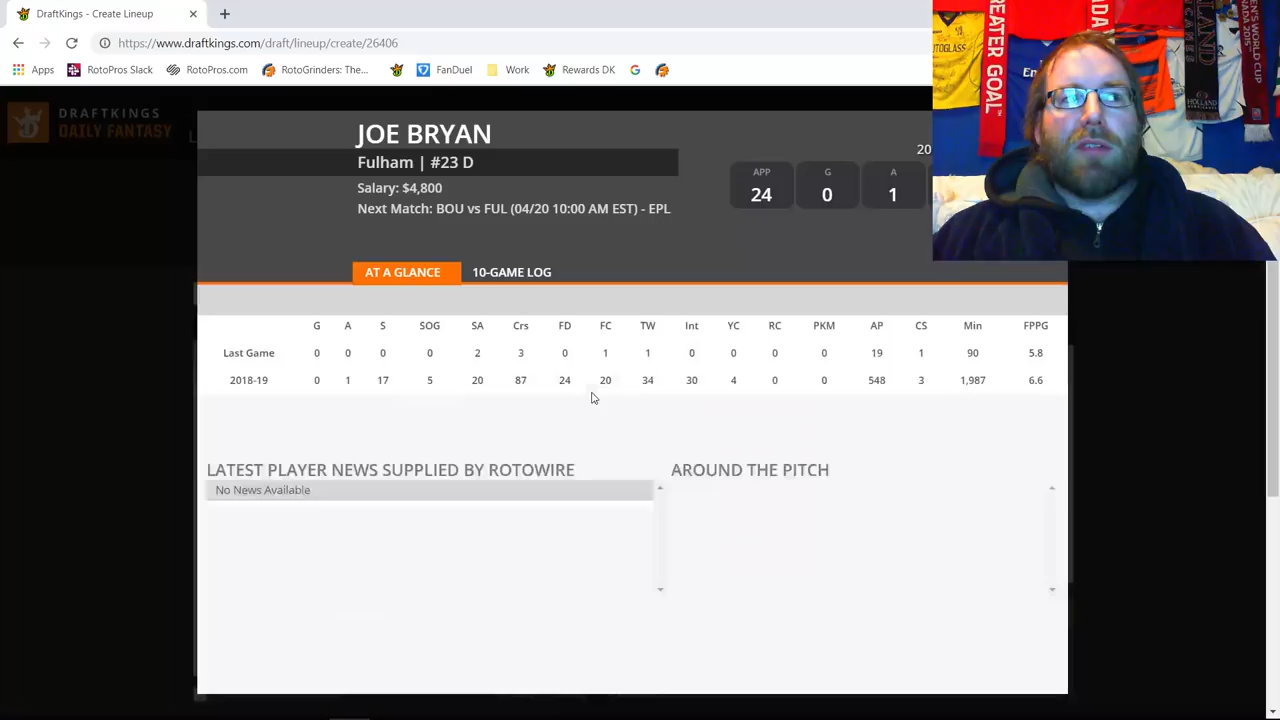 DraftKings - Create Lineup
https://www.draftkings.com/draft/lineup/create/26406
Apps RotoPros Slack RotoPros.com RotoGrinders: The... FanDuel Work Rewards DK
DRAFTKINGS
DAILY FANTASY
JOE BRYAN
Fulham | #23 D
Salary: $4,800
Next Match: BOU vs FUL (04/20 10:00 AM EST) - EPL
20
APP G A
24 0 1
AT A GLANCE 10-GAME LOG
G A S SOG SA Crs FD FC TW Int YC RC PKM AP CS Min FPPG
Last Game 0 0 0 0 2 3 0 1 1 0 0 0 0 19 1 90 5.8
2018-19 0 1 17 5 20 87 24 20 34 30 4 0 0 548 3 1,987 6.6
LATEST PLAYER NEWS SUPPLIED BY ROTOWIRE
No News Available
AROUND THE PITCH
GREATER GOAL
HOLLAND